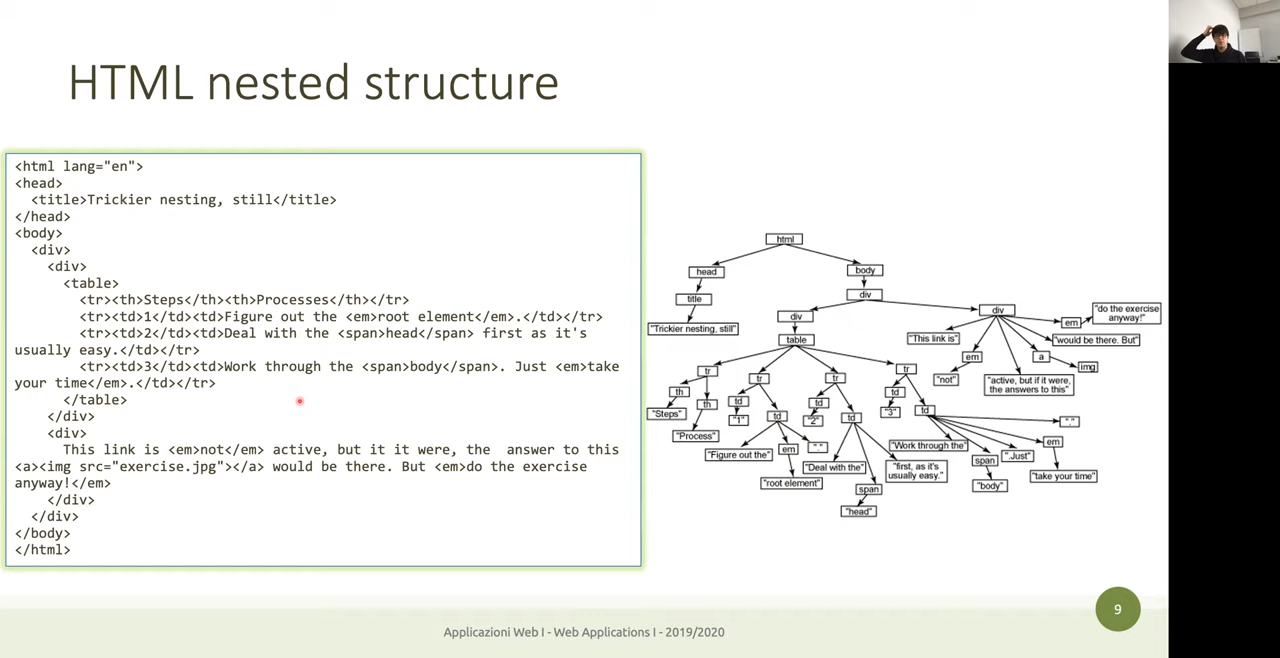 HTML nested structure
<html lang="en">
<head>
<title>Trickier nesting, still</title>
</head>
<body>
<div>
<div>
<table>
<tr><th>Steps</th><th>Processes</th></tr>
<tr><td>1</td><td>Figure out the <em>root element</em>.</td></tr>
<tr><td>2</td><td>Deal with the <span>head</span> first as it's
usually easy.</td></tr>
<tr><td>3</td><td>Work through the <span>body</span>. Just <em>take
your time</em>.</td></tr>
</table>
</div>
<div>
This link is <em>not</em> active, but it it were, the  answer to this
<a><img src="exercise.jpg"></a> would be there. But <em>do the exercise
anyway!</em>
</div>
</div>
</body>
</html>
html
head
body
title
div
"Trickier nesting, still"
div
div
table
"This link is"
em
"do the exercise
anyway!"
"would be there. But"
em
a
img
"not"
"active, but if it were,
the answers to this"
tr
tr
tr
tr
th
th
"Steps"
"Process"
td
"1"
td
"Figure out the"
em
"."
"root element"
td
"2"
td
"Deal with the"
span
"head"
"first, as it's
usually easy."
td
"3"
td
"Work through the"
span
"body"
".Just"
em
"take your time"
"."
9
Applicazioni Web I - Web Applications I - 2019/2020